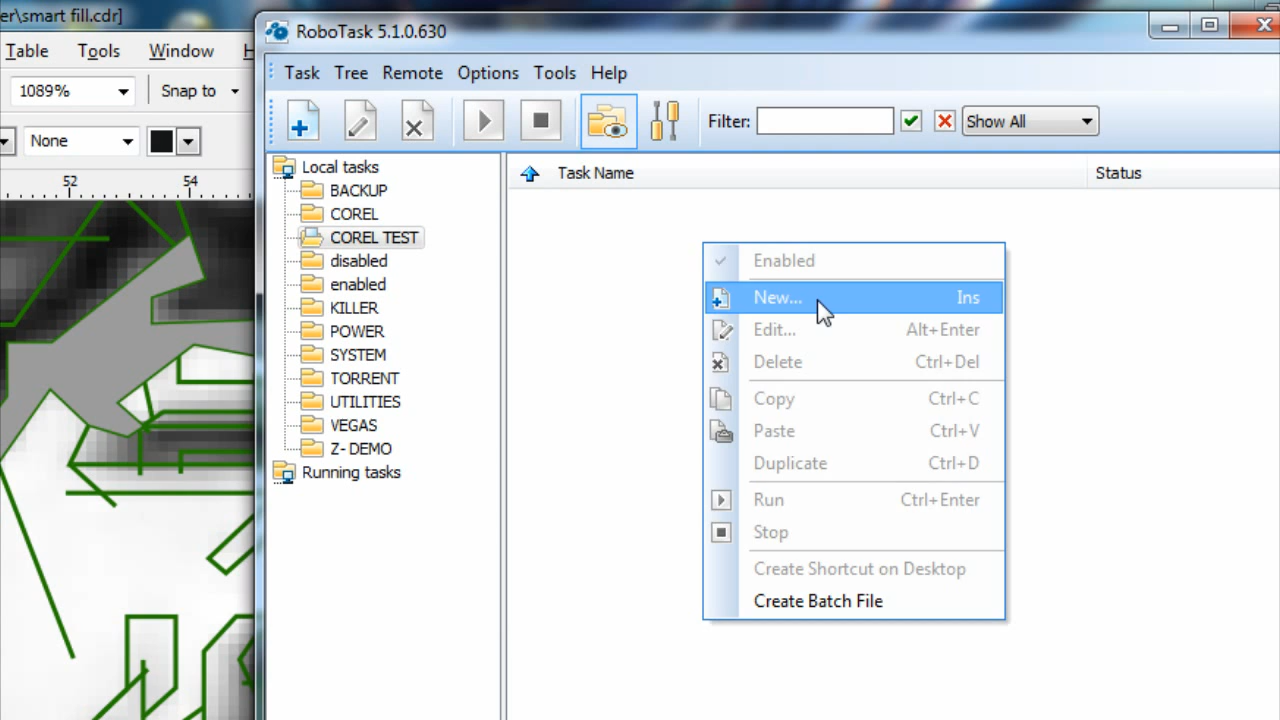 er\smart fill.cdr]
Table Tools Window H
1089% Snap to
None
52 54
RoboTask 5.1.0.630
Task Tree Remote Options Tools Help
Filter: Show All
Local tasks
BACKUP
COREL
COREL TEST
disabled
enabled
KILLER
POWER
SYSTEM
TORRENT
UTILITIES
VEGAS
Z- DEMO
Running tasks
Task Name Status
Enabled
New... Ins
Edit... Alt+Enter
Delete Ctrl+Del
Copy Ctrl+C
Paste Ctrl+V
Duplicate Ctrl+D
Run Ctrl+Enter
Stop
Create Shortcut on Desktop
Create Batch File